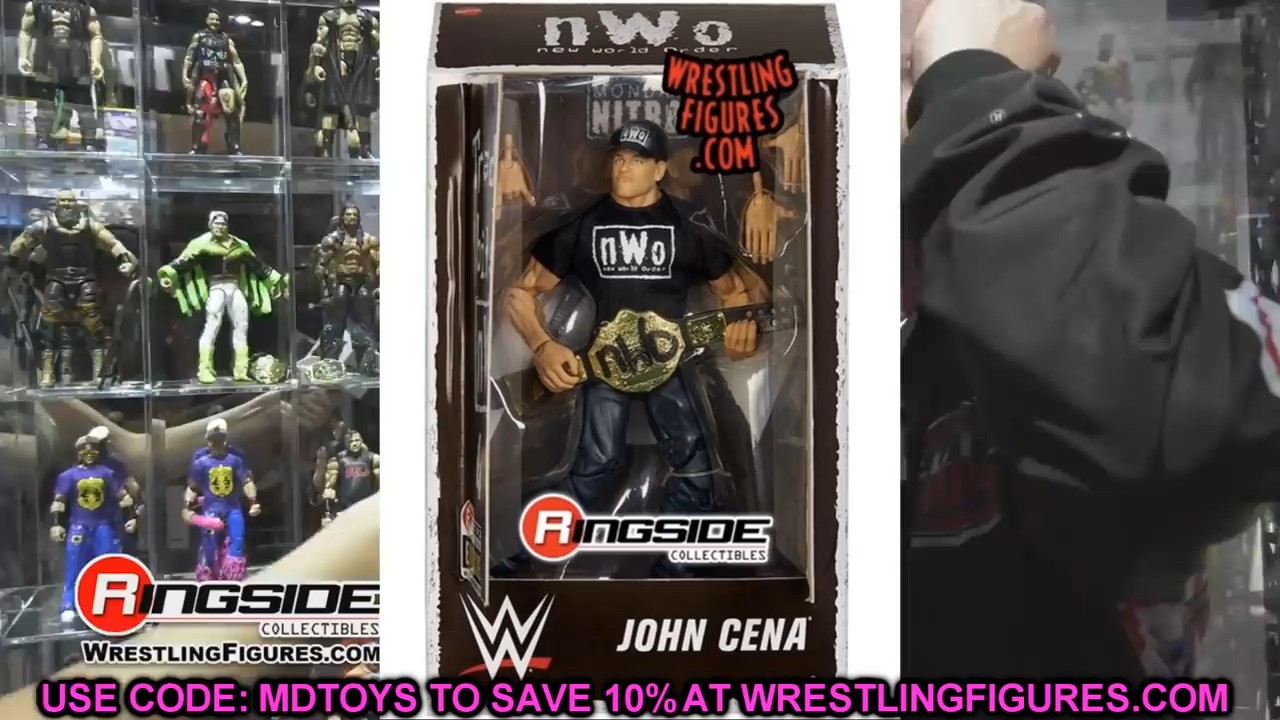 nWo
new world order
WRESTLING
FIGURES
.COM
MONDAY
NITRO
nWo
nWo
new world order
nWo
RINGSIDE
COLLECTIBLES
RINGSIDE
COLLECTIBLES
WRESTLINGFIGURES.COM
W
JOHN CENA
USE CODE: MDTOYS TO SAVE 10% AT WRESTLINGFIGURES.COM